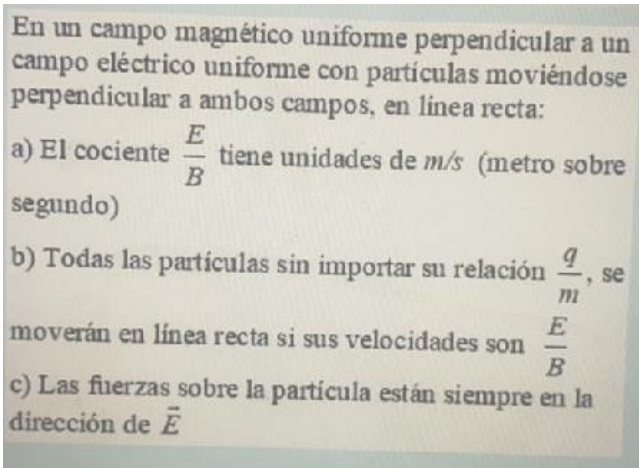 En un campo magnético uniforme perpendicular a un
campo eléctrico uniforme con partículas moviéndose
perpendicular a ambos campos, en línea recta:
a) El cociente E/B tiene unidades de m/s (metro sobre
segundo)
b) Todas las partículas sin importar su relación q/m, se
moverán en línea recta si sus velocidades son E/B
c) Las fuerzas sobre la partícula están siempre en la
dirección de E⃗